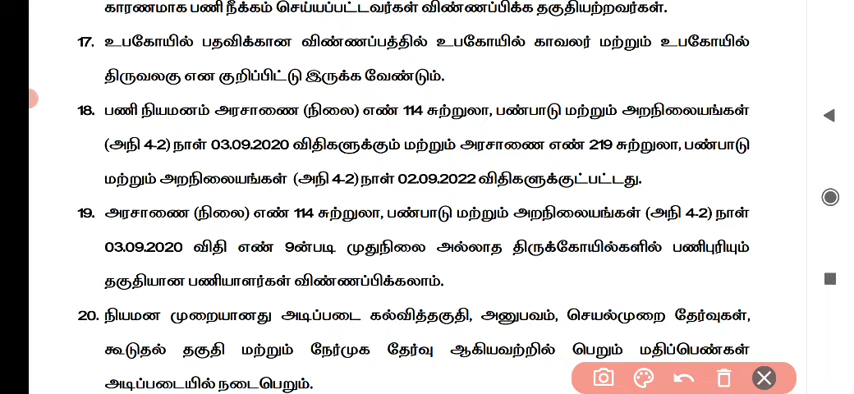 காரணமாக பணி நீக்கம் செய்யப்பட்டவர்கள் விண்ணப்பிக்க தகுதியற்றவர்கள்.
17. உபகோயில் பதவிக்கான விண்ணப்பத்தில் உபகோயில் காவலர் மற்றும் உபகோயில்
திருவலகு என குறிப்பிட்டு இருக்க வேண்டும்.
18. பணி நியமனம் அரசாணை (நிலை) எண் 114 சுற்றுலா, பண்பாடு மற்றும் அறநிலையங்கள்
(அநி 4-2) நாள் 03.09.2020 விதிகளுக்கும் மற்றும் அரசாணை எண் 219 சுற்றுலா, பண்பாடு
மற்றும் அறநிலையங்கள் (அநி 4-2) நாள் 02.09.2022 விதிகளுக்குட்பட்டது.
19. அரசாணை (நிலை) எண் 114 சுற்றுலா, பண்பாடு மற்றும் அறநிலையங்கள் (அநி 4-2) நாள்
03.09.2020 விதி எண் 9ன்படி முதுநிலை அல்லாத திருக்கோயில்களில் பணிபுரியும்
தகுதியான பணியாளர்கள் விண்ணப்பிக்கலாம்.
20. நியமன முறையானது அடிப்படை கல்வித்தகுதி, அனுபவம், செயல்முறை தேர்வுகள்,
கூடுதல் தகுதி மற்றும் நேர்முக தேர்வு ஆகியவற்றில் பெறும் மதிப்பெண்கள்
அடிப்படையில் நடைபெறும்.